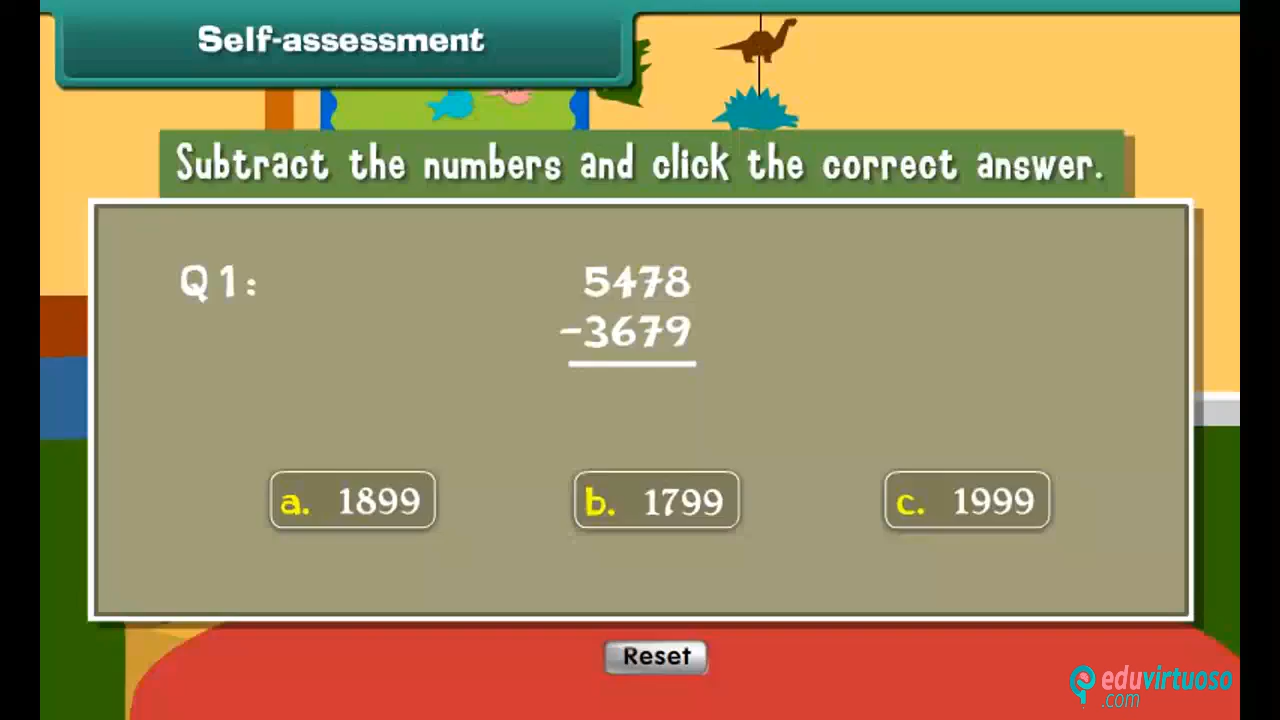 Self-assessment
Subtract the numbers and click the correct answer.
Q1: 5478
-3679
a. 1899 b. 1799 c. 1999
Reset
eduvirtuoso
.com